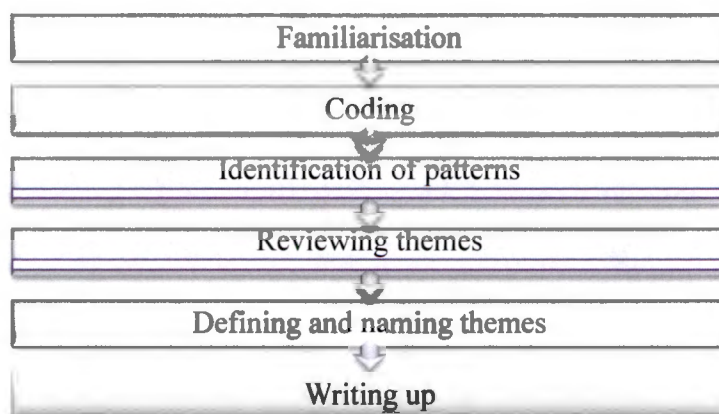 Familiarisation
Coding
Identification of patterns
Reviewing themes
Defining and naming themes
Writing up